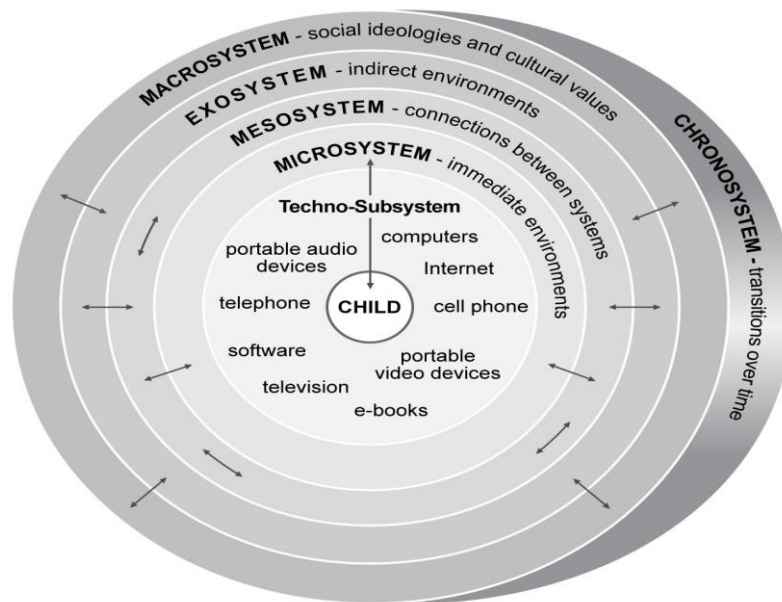 MACROSYSTEM - social ideologies and cultural values
EXOSYSTEM - indirect environments
MESOSYSTEM - connections between systems
MICROSYSTEM - immediate environments
CHRONOSYSTEM - transitions over time
Techno-Subsystem
computers
portable audio
devices
Internet
telephone
CHILD
cell phone
software
portable
video devices
television
e-books